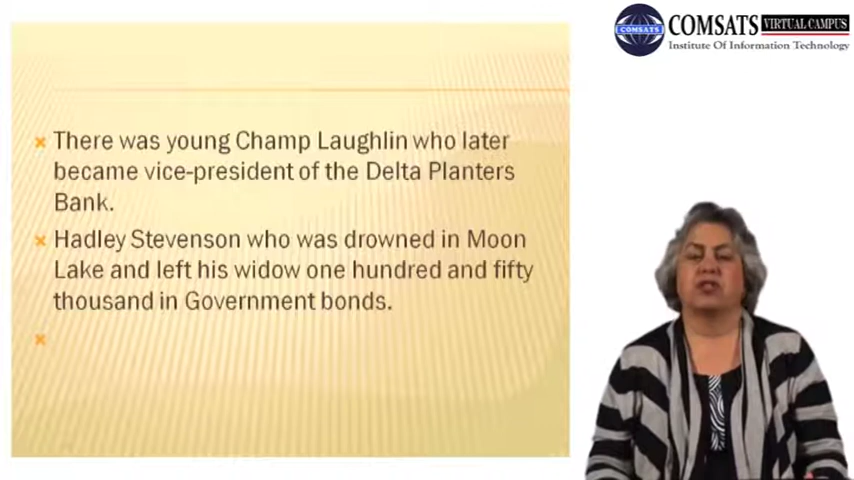 COMSATS VIRTUAL CAMPUS
COMSATS
Institute Of Information Technology
There was young Champ Laughlin who later
became vice-president of the Delta Planters
Bank.
Hadley Stevenson who was drowned in Moon
Lake and left his widow one hundred and fifty
thousand in Government bonds.